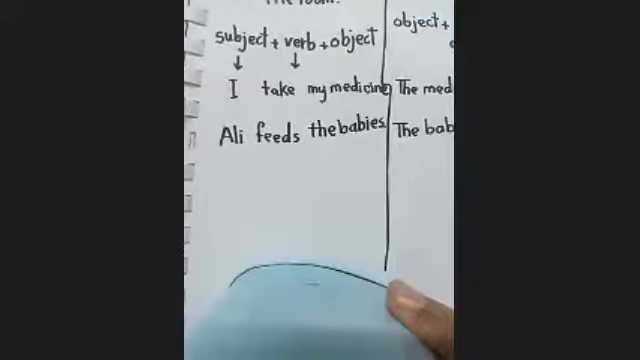 subject + verb + object
object +
I take my medicine
The med
Ali feeds the babies.
The bab